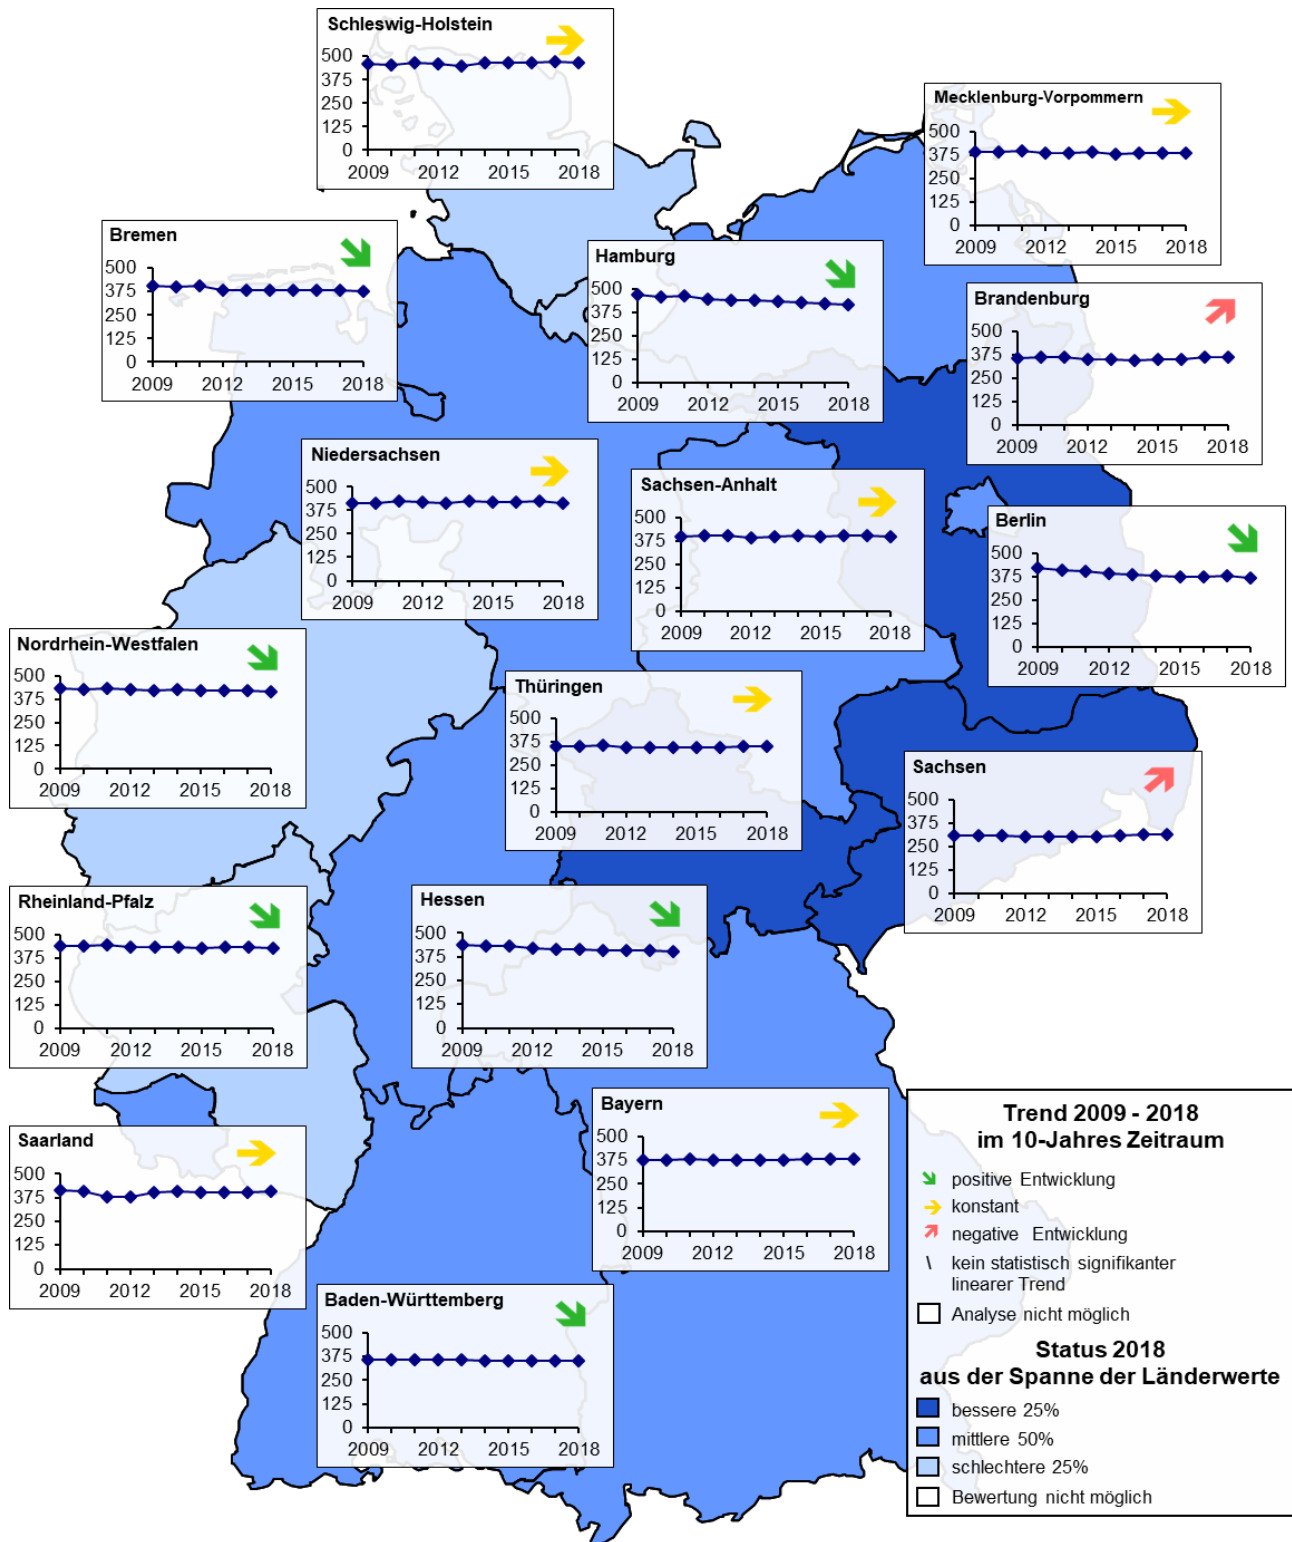 Schleswig-Holstein
500
375
250
125
0
2009 2012 2015 2018
Mecklenburg-Vorpommern
500
375
250
125
0
2009 2012 2015 2018
Bremen
500
375
250
125
0
2009 2012 2015 2018
Hamburg
500
375
250
125
0
2009 2012 2015 2018
Brandenburg
500
375
250
125
0
2009 2012 2015 2018
Niedersachsen
500
375
250
125
0
2009 2012 2015 2018
Sachsen-Anhalt
500
375
250
125
0
2009 2012 2015 2018
Berlin
500
375
250
125
0
2009 2012 2015 2018
Nordrhein-Westfalen
500
375
250
125
0
2009 2012 2015 2018
Thüringen
500
375
250
125
0
2009 2012 2015 2018
Sachsen
500
375
250
125
0
2009 2012 2015 2018
Rheinland-Pfalz
500
375
250
125
0
2009 2012 2015 2018
Hessen
500
375
250
125
0
2009 2012 2015 2018
Saarland
500
375
250
125
0
2009 2012 2015 2018
Bayern
500
375
250
125
0
2009 2012 2015 2018
Baden-Württemberg
500
375
250
125
0
2009 2012 2015 2018
Trend 2009 - 2018
im 10-Jahres Zeitraum
positive Entwicklung
konstant
negative Entwicklung
\ kein statistisch signifikanter
linearer Trend
Analyse nicht möglich
Status 2018
aus der Spanne der Länderwerte
bessere 25%
mittlere 50%
schlechtere 25%
Bewertung nicht möglich